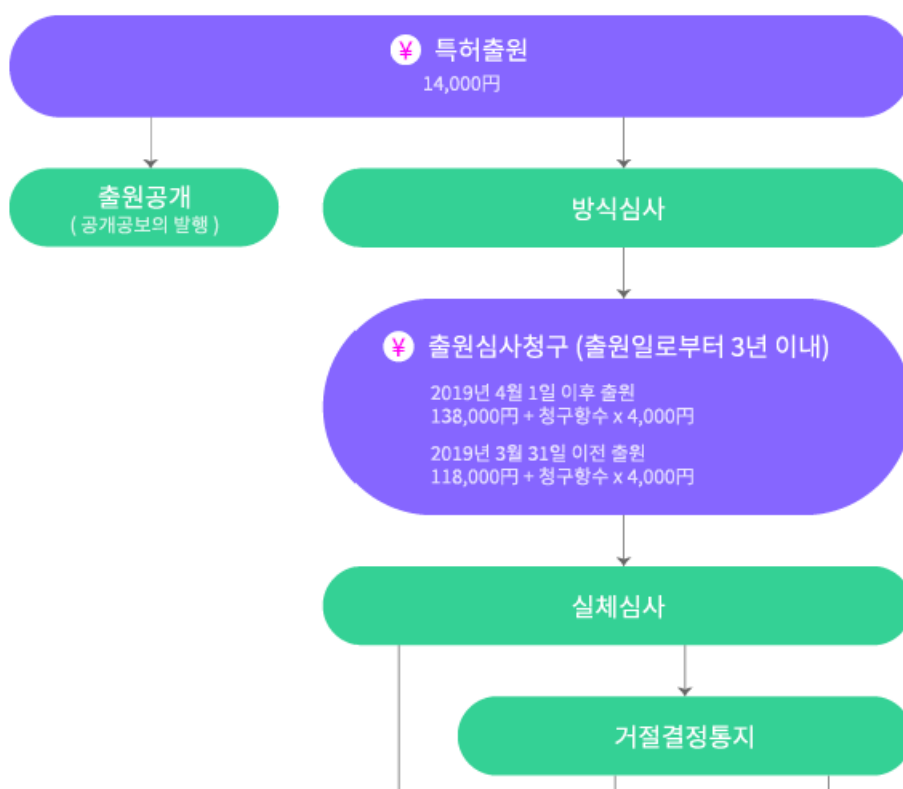 ¥ 특허출원
14,000円
출원공개
( 공개공보의 발행 )
방식심사
¥ 출원심사청구 (출원일로부터 3년 이내)
2019년 4월 1일 이후 출원
138,000円 + 청구항수 x 4,000円
2019년 3월 31일 이전 출원
118,000円 + 청구항수 x 4,000円
실체심사
거절결정통지